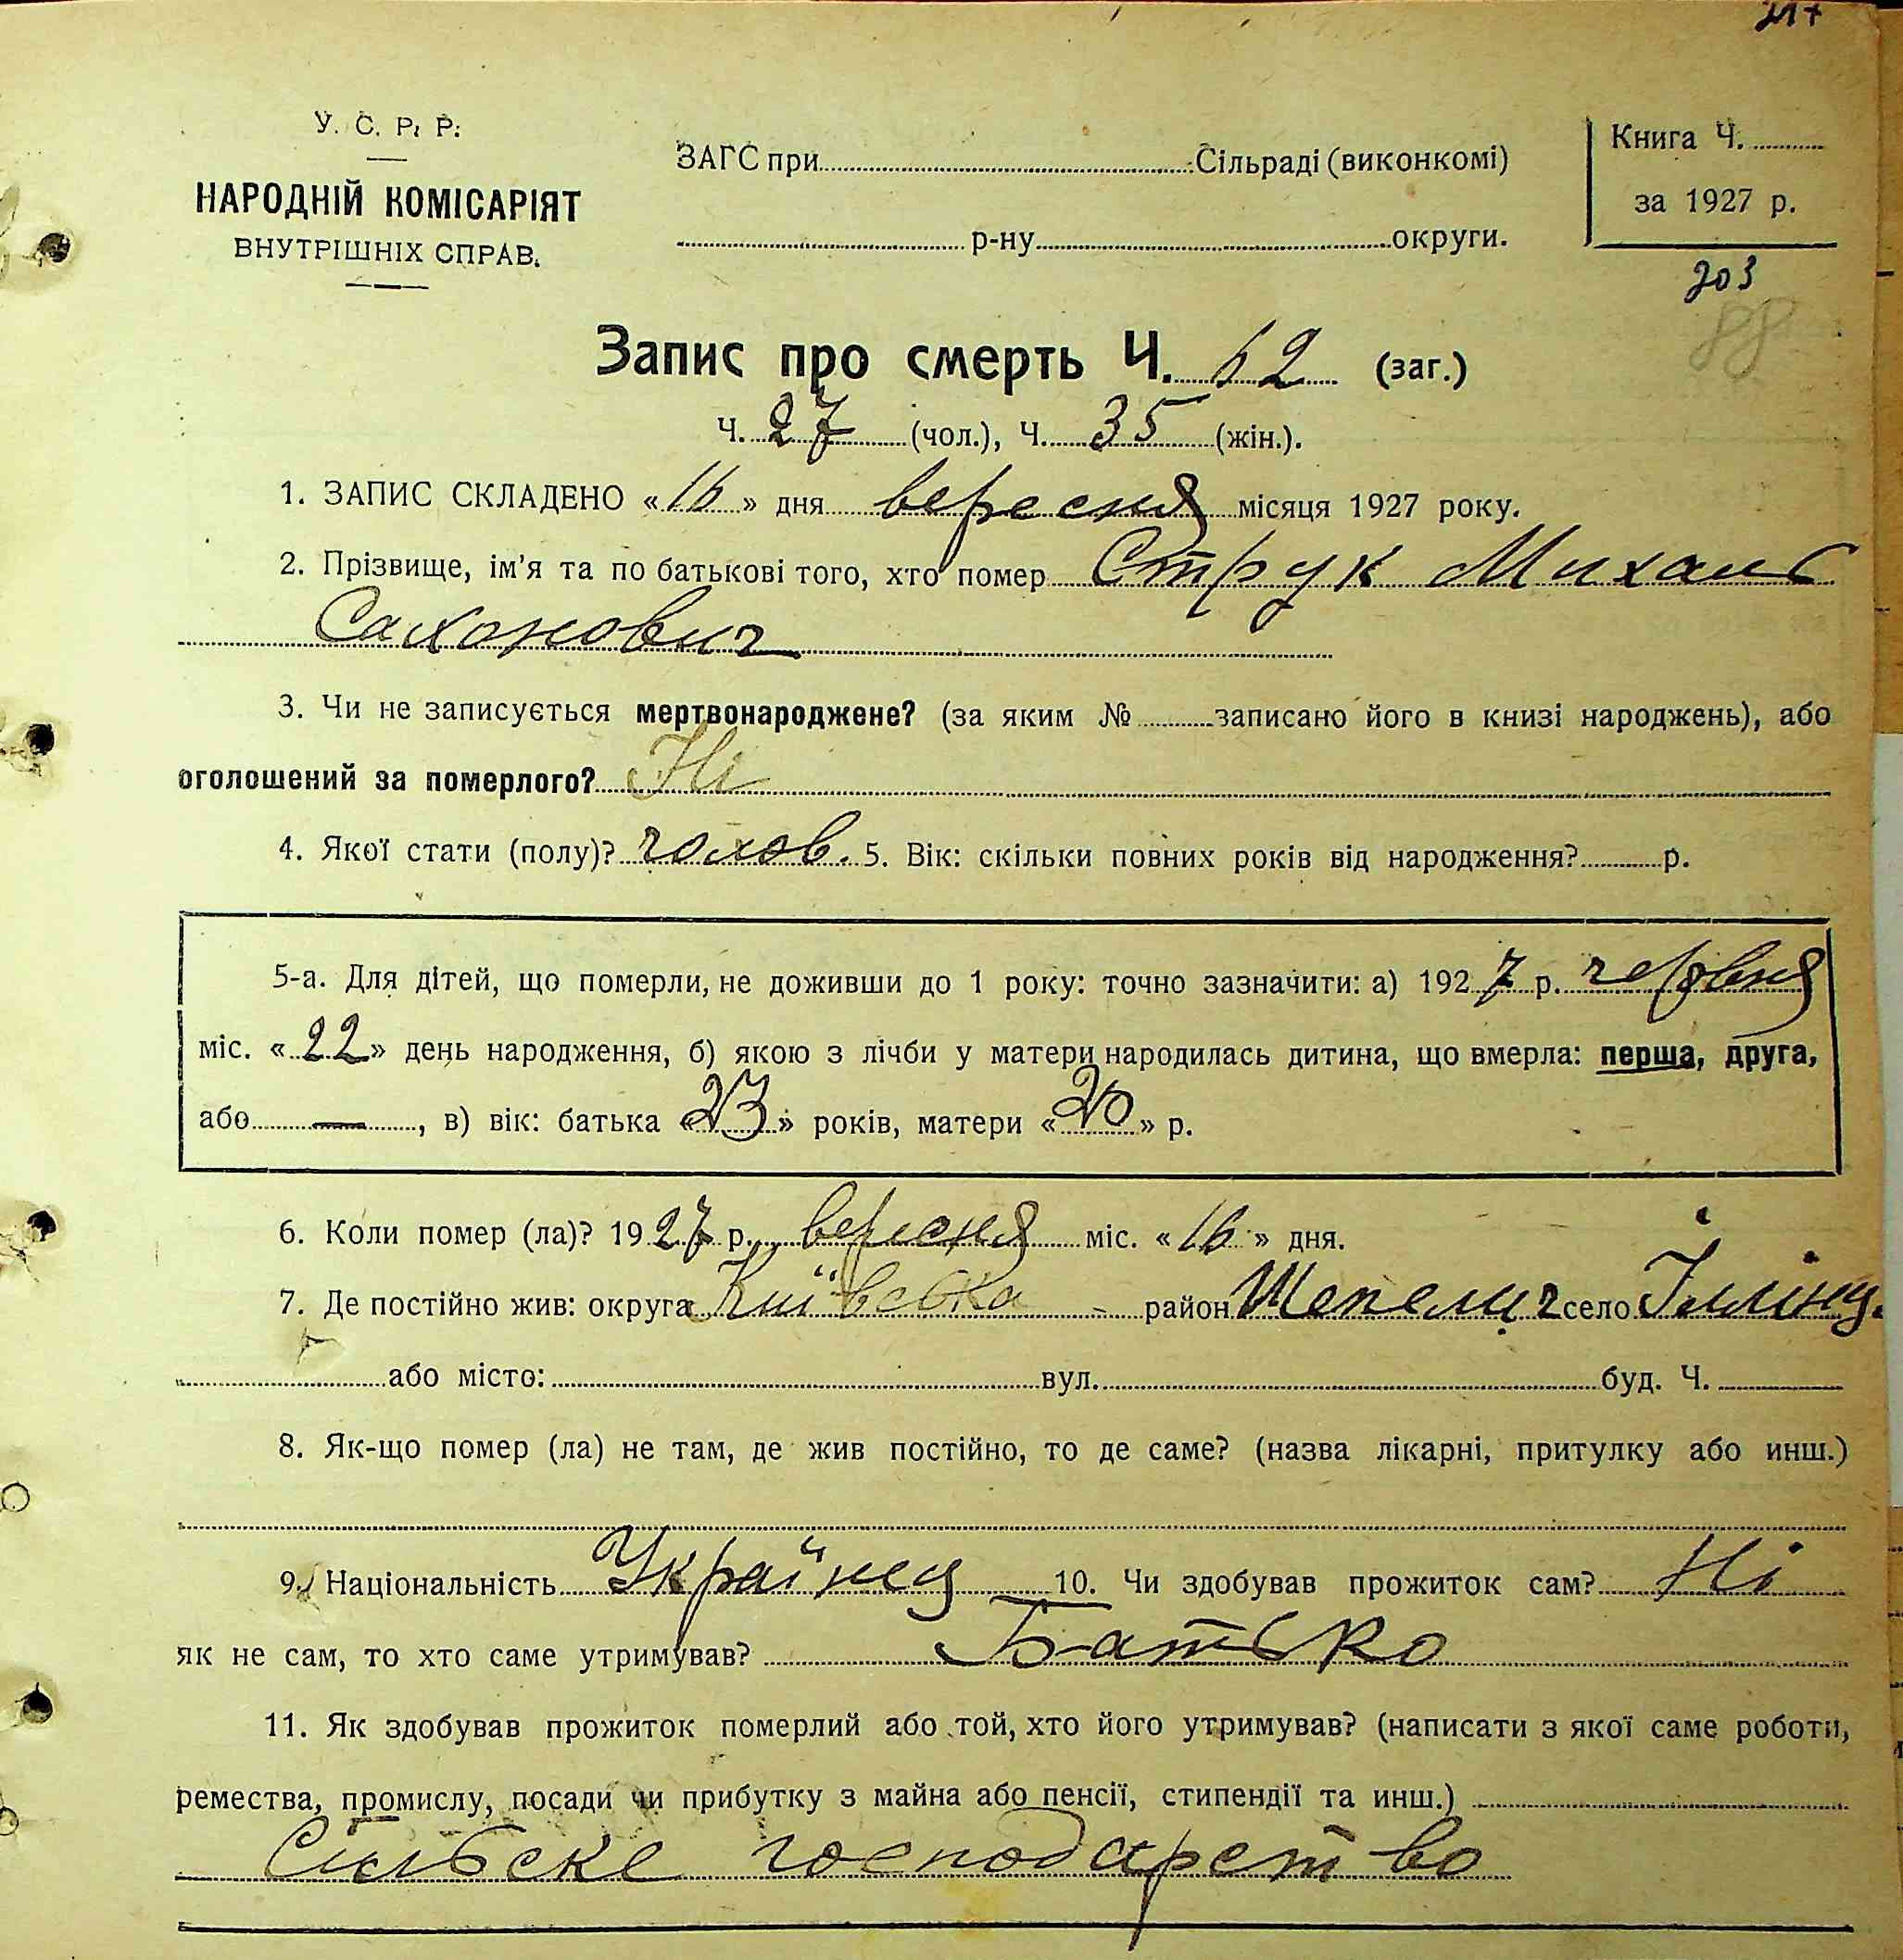 217
У. С. Р. Р.
НАРОДНІЙ КОМІСАРІЯТ
ВНУТРІШНІХ СПРАВ.
ЗАГС при Сільраді (виконкомі)
р-ну округи.
Книга Ч.
за 1927 р.
203
88
Запис про смерть Ч. 62 (заг.)
Ч. 27 (чол.), Ч. 35 (жін.).
1. ЗАПИС СКЛАДЕНО «16» дня вересня місяця 1927 року.
2. Прізвище, ім'я та по батькові того, хто помер Струк
3. Чи не записується мертвонароджене? (за яким № записано його в книзі народжень), або
оголошений за померлого? Ні
4. Якої стати (полу)? чолов. 5. Вік: скільки повних років від народження? р.
5-а. Для дітей, що померли, не доживши до 1 року: точно зазначити: а) 1927 р. червня
міс. «22» день народження, б) якою з лічби у матери народилась дитина, що вмерла: перша, друга,
або —, в) вік: батька «23» років, матери «20» р.
6. Коли помер (ла)? 1927 р. вересня міс. «16» дня.
7. Де постійно жив: округа Київська район Шепелич село Іллінц.
або місто: вул. буд. Ч.
8. Як-що помер (ла) не там, де жив постійно, то де саме? (назва лікарні, притулку або инш.)
9. Національність Українец 10. Чи здобував прожиток сам? Ні
як не сам, то хто саме утримував? Батько
11. Як здобував прожиток померлий або той, хто його утримував? (написати з якої саме роботи,
ремества, промислу, посади чи прибутку з майна або пенсії, стипендії та инш.)
Сільське господарство